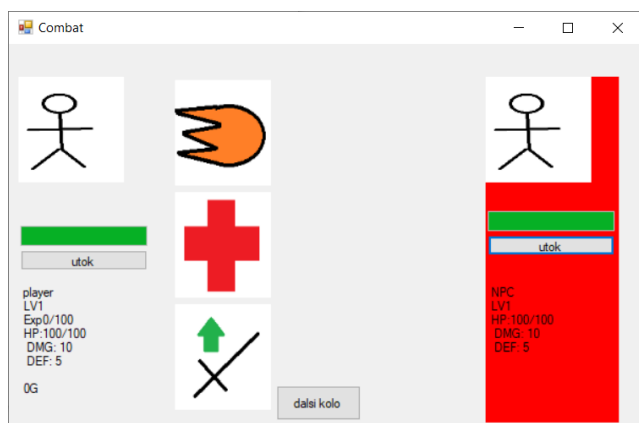 Combat
utok
player
LV1
Exp0/100
HP:100/100
DMG: 10
DEF: 5
0G
dalsi kolo
utok
NPC
LV1
HP:100/100
DMG: 10
DEF: 5